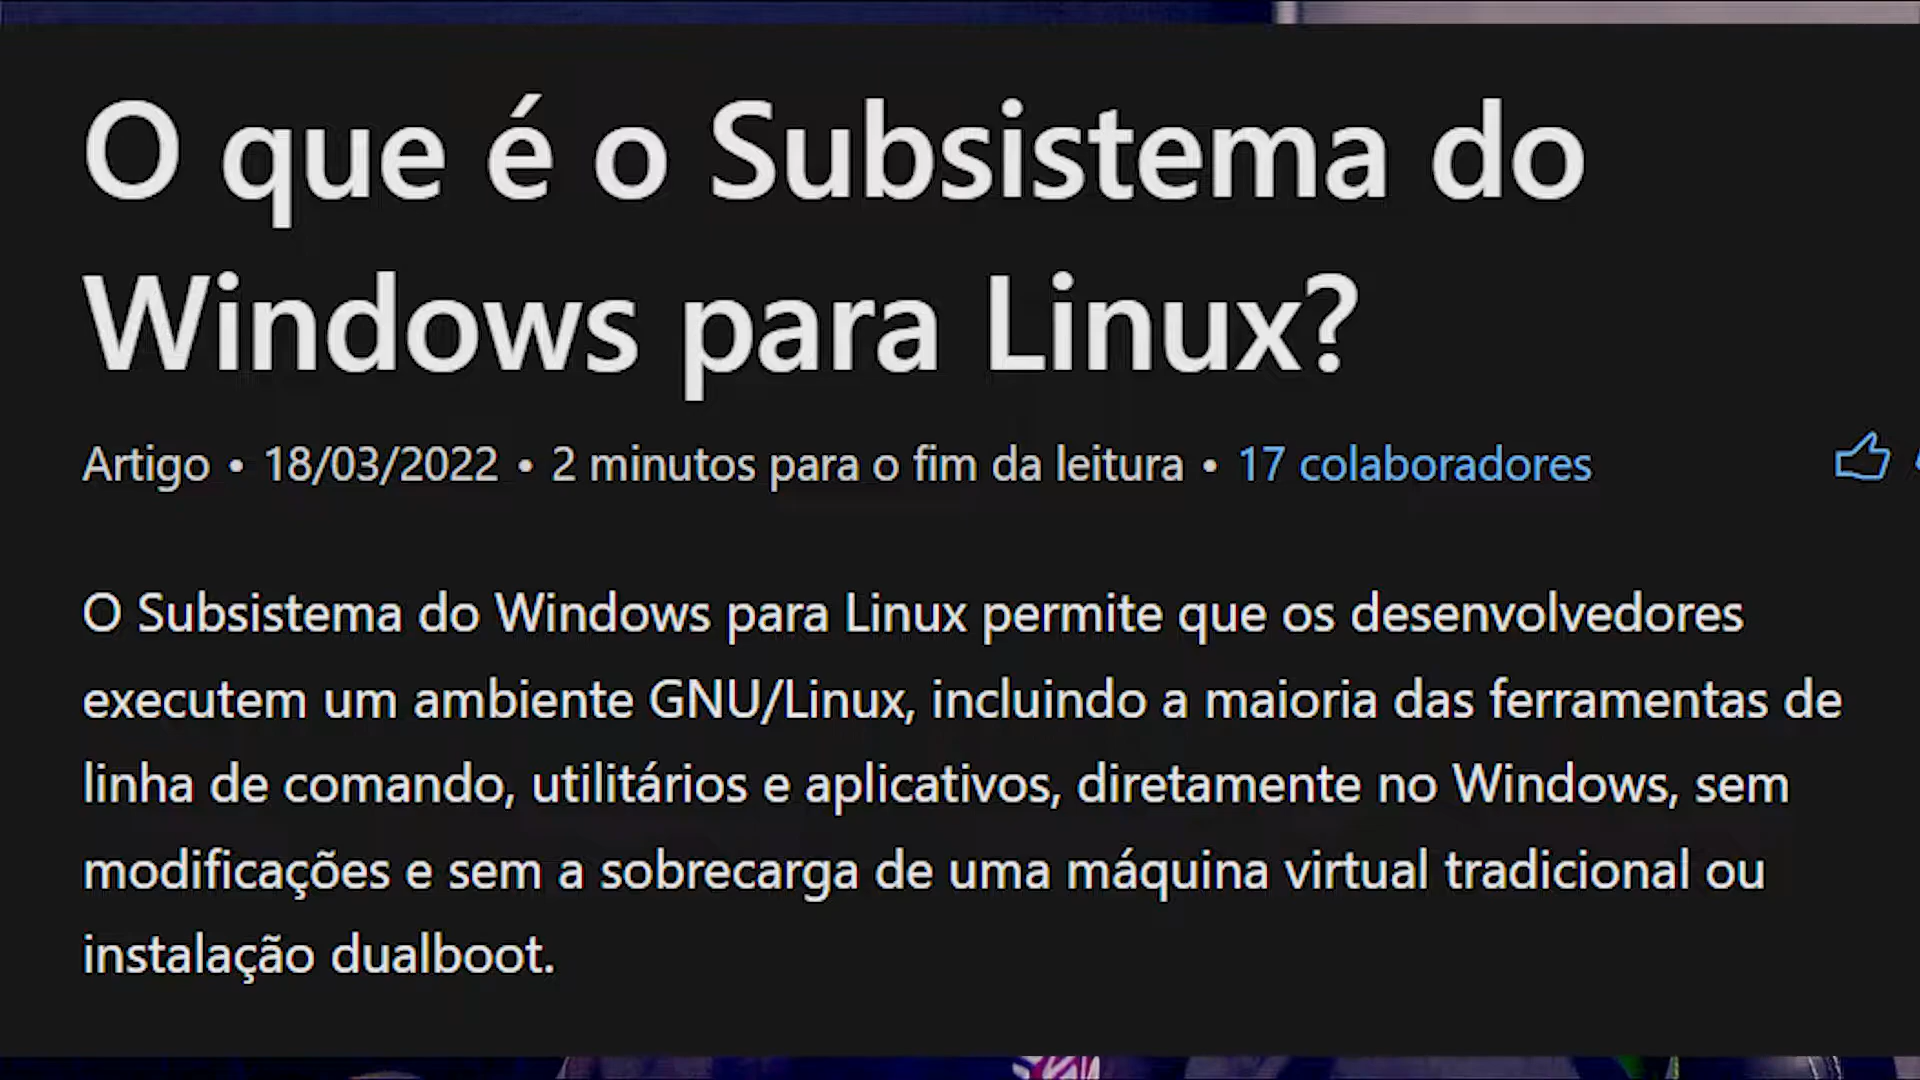 O que é o Subsistema do
Windows para Linux?
Artigo • 18/03/2022 • 2 minutos para o fim da leitura • 17 colaboradores
O Subsistema do Windows para Linux permite que os desenvolvedores
executem um ambiente GNU/Linux, incluindo a maioria das ferramentas de
linha de comando, utilitários e aplicativos, diretamente no Windows, sem
modificações e sem a sobrecarga de uma máquina virtual tradicional ou
instalação dualboot.